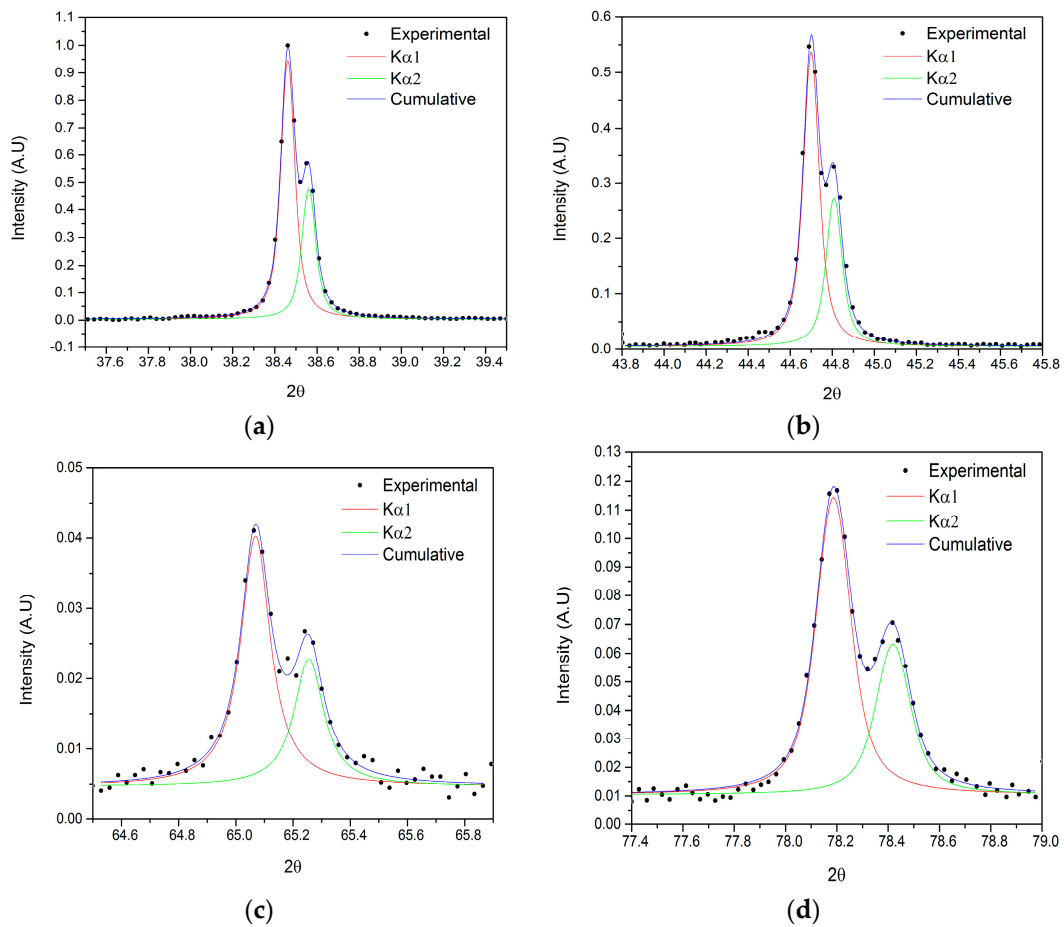 1.1
1.0
0.9
0.8
0.7
0.6
0.5
0.4
0.3
0.2
0.1
0.0
-0.1
Intensity (A.U)
Experimental
Kα1
Kα2
Cumulative
37.6 37.8 38.0 38.2 38.4 38.6 38.8 39.0 39.2 39.4
2θ
(a)
0.6
0.5
0.4
0.3
0.2
0.1
0.0
Intensity (A.U)
Experimental
Kα1
Kα2
Cumulative
43.8 44.0 44.2 44.4 44.6 44.8 45.0 45.2 45.4 45.6 45.8
2θ
(b)
0.05
0.04
0.03
0.02
0.01
0.00
Intensity (A.U)
Experimental
Kα1
Kα2
Cumulative
64.6 64.8 65.0 65.2 65.4 65.6 65.8
2θ
(c)
0.13
0.12
0.11
0.10
0.09
0.08
0.07
0.06
0.05
0.04
0.03
0.02
0.01
0.00
Intensity (A.U)
Experimental
Kα1
Kα2
Cumulative
77.4 77.6 77.8 78.0 78.2 78.4 78.6 78.8 79.0
2θ
(d)